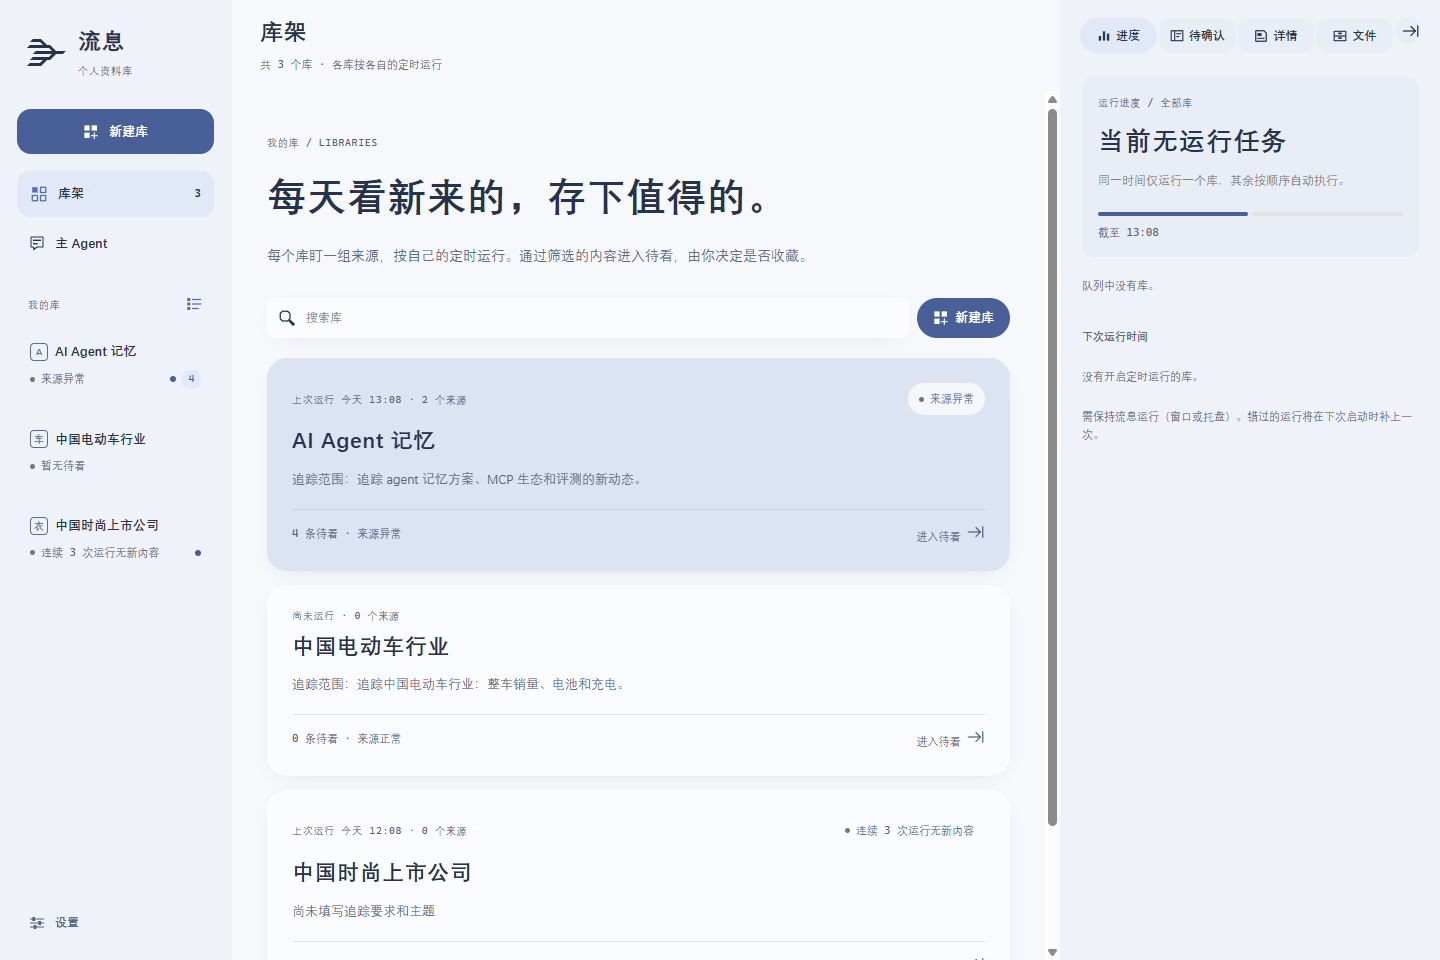 流息
个人资料库
新建库
库架 3
主 Agent
我的库
A AI Agent 记忆
来源异常 4
车 中国电动车行业
暂无待看
衣 中国时尚上市公司
连续 3 次运行无新内容
设置
库架
共 3 个库 · 各库按各自的定时运行
我的库 / LIBRARIES
每天看新来的，存下值得的。
每个库盯一组来源，按自己的定时运行。通过筛选的内容进入待看，由你决定是否收藏。
搜索库
新建库
上次运行 今天 13:08 · 2 个来源
来源异常
AI Agent 记忆
追踪范围：追踪 agent 记忆方案、MCP 生态和评测的新动态。
4 条待看 · 来源异常
进入待看
尚未运行 · 0 个来源
中国电动车行业
追踪范围：追踪中国电动车行业：整车销量、电池和充电。
0 条待看 · 来源正常
进入待看
上次运行 今天 12:08 · 0 个来源
连续 3 次运行无新内容
中国时尚上市公司
尚未填写追踪要求和主题
进度 待确认 详情 文件
运行进度 / 全部库
当前无运行任务
同一时间仅运行一个库，其余按顺序自动执行。
截至 13:08
队列中没有库。
下次运行时间
没有开启定时运行的库。
需保持流息运行（窗口或托盘）。错过的运行将在下次启动时补上一
次。